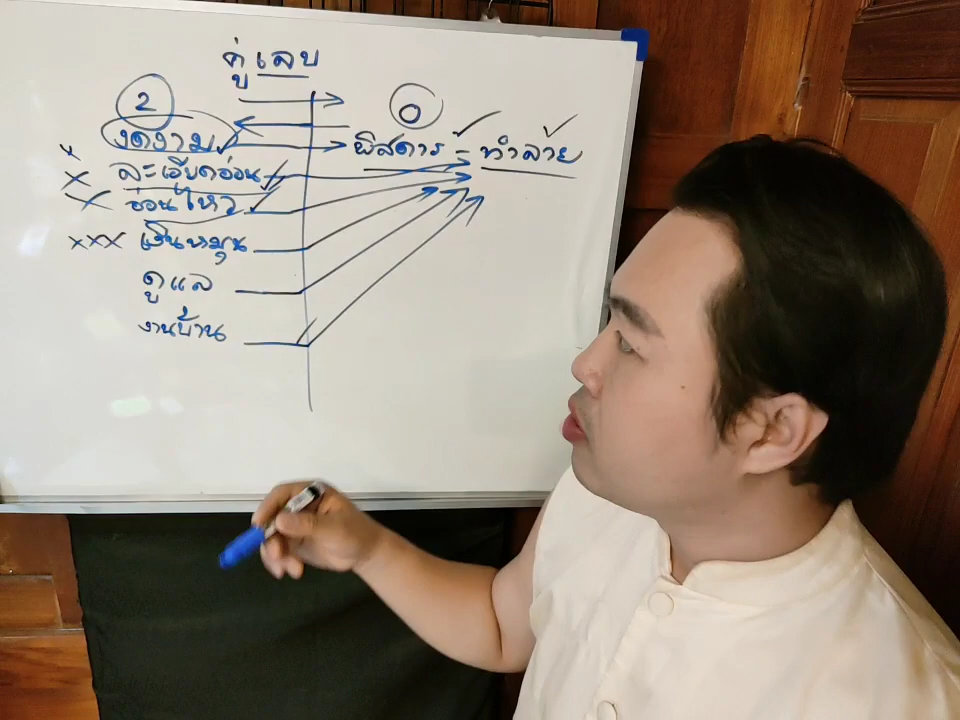 คู่เลข
2 0
งดงาม พิสดาร = ทำลาย
x ละเอียดอ่อน
x อ่อนไหว
xxx เงินหมุน
ดูแล
งานบ้าน